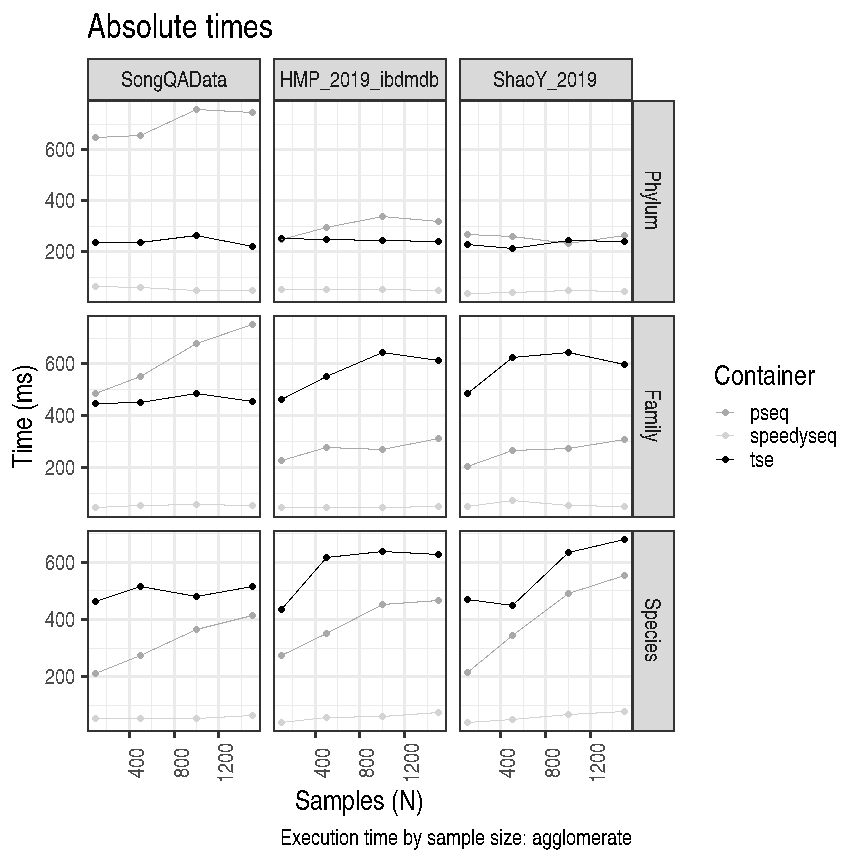 Absolute times
SongQAData
HMP_2019_ibdmdb
ShaoY_2019
600
400
200
Phylum
600
400
200
Family
600
400
200
Species
Time (ms)
400
800
1200
400
800
1200
400
800
1200
Samples (N)
Execution time by sample size: agglomerate
Container
pseq
speedyseq
tse